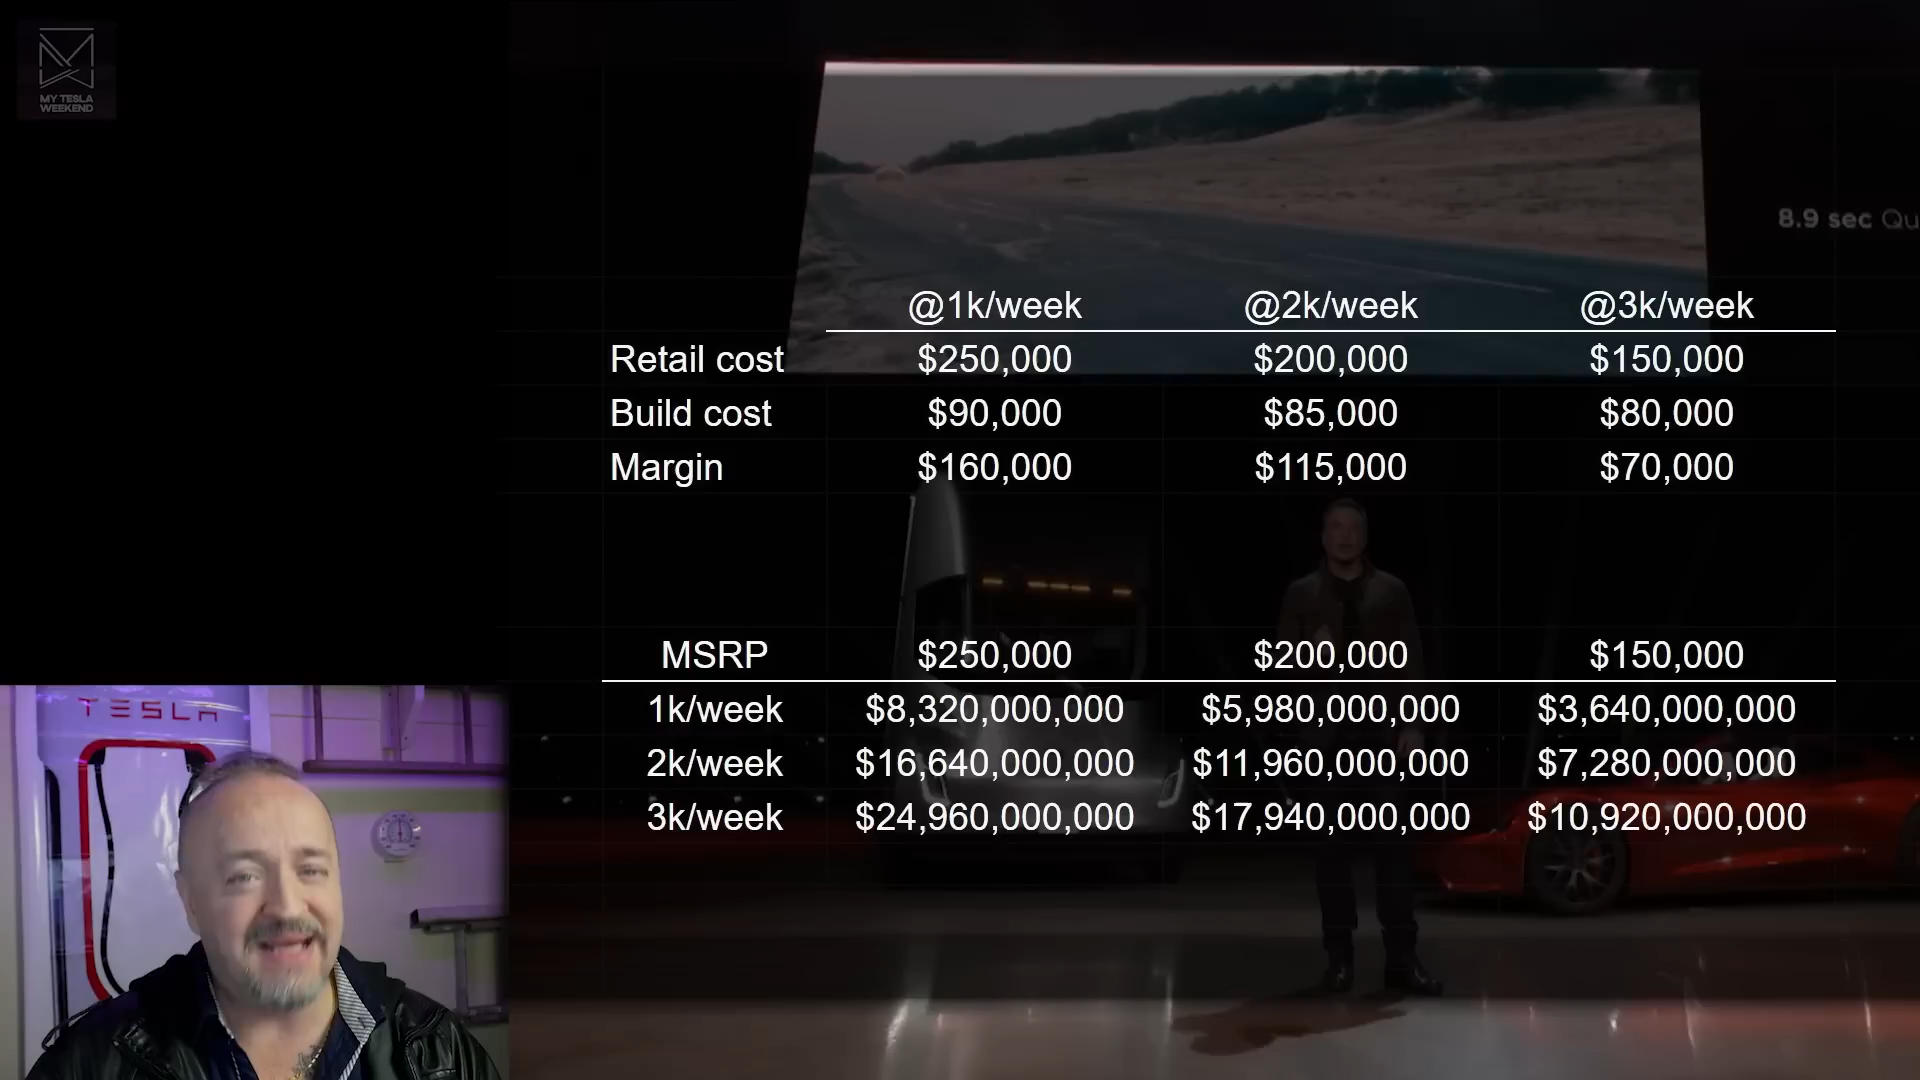 MY TESLA
WEEKEND
8.9 sec Qu
@1k/week @2k/week @3k/week
Retail cost $250,000 $200,000 $150,000
Build cost $90,000 $85,000 $80,000
Margin $160,000 $115,000 $70,000
MSRP $250,000 $200,000 $150,000
1k/week $8,320,000,000 $5,980,000,000 $3,640,000,000
2k/week $16,640,000,000 $11,960,000,000 $7,280,000,000
3k/week $24,960,000,000 $17,940,000,000 $10,920,000,000
TESLA